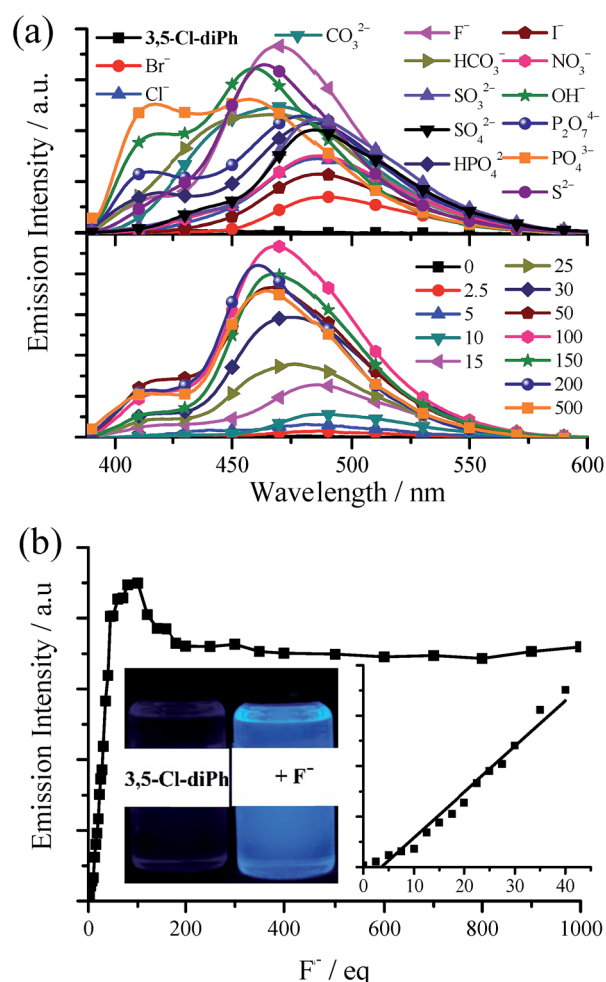 (a)
3,5-Cl-diPh
Br⁻
Cl⁻
CO₃²⁻
F⁻
HCO₃⁻
SO₃²⁻
SO₄²⁻
HPO₄²
I⁻
NO₃⁻
OH⁻
P₂O₇⁴⁻
PO₄³⁻
S²⁻
Emission Intensity / a.u.
0
2.5
5
10
15
25
30
50
100
150
200
500
400 450 500 550 600
Wavelength / nm
(b)
Emission Intensity / a.u
3,5-Cl-diPh
+ F⁻
0 10 20 30 40
0 200 400 600 800 1000
F⁻ / eq